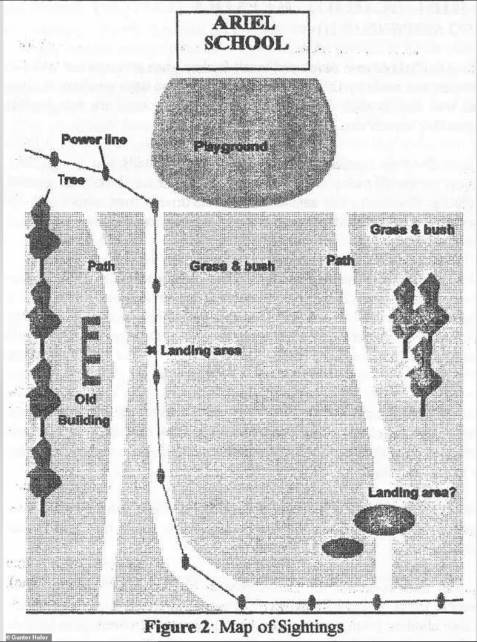 ARIEL
SCHOOL
Power line
Playground
Tree
Grass & bush
Path
Grass & bush
Path
Landing area
Old
Building
Landing area?
© Gunter Hofer
Figure 2: Map of Sightings